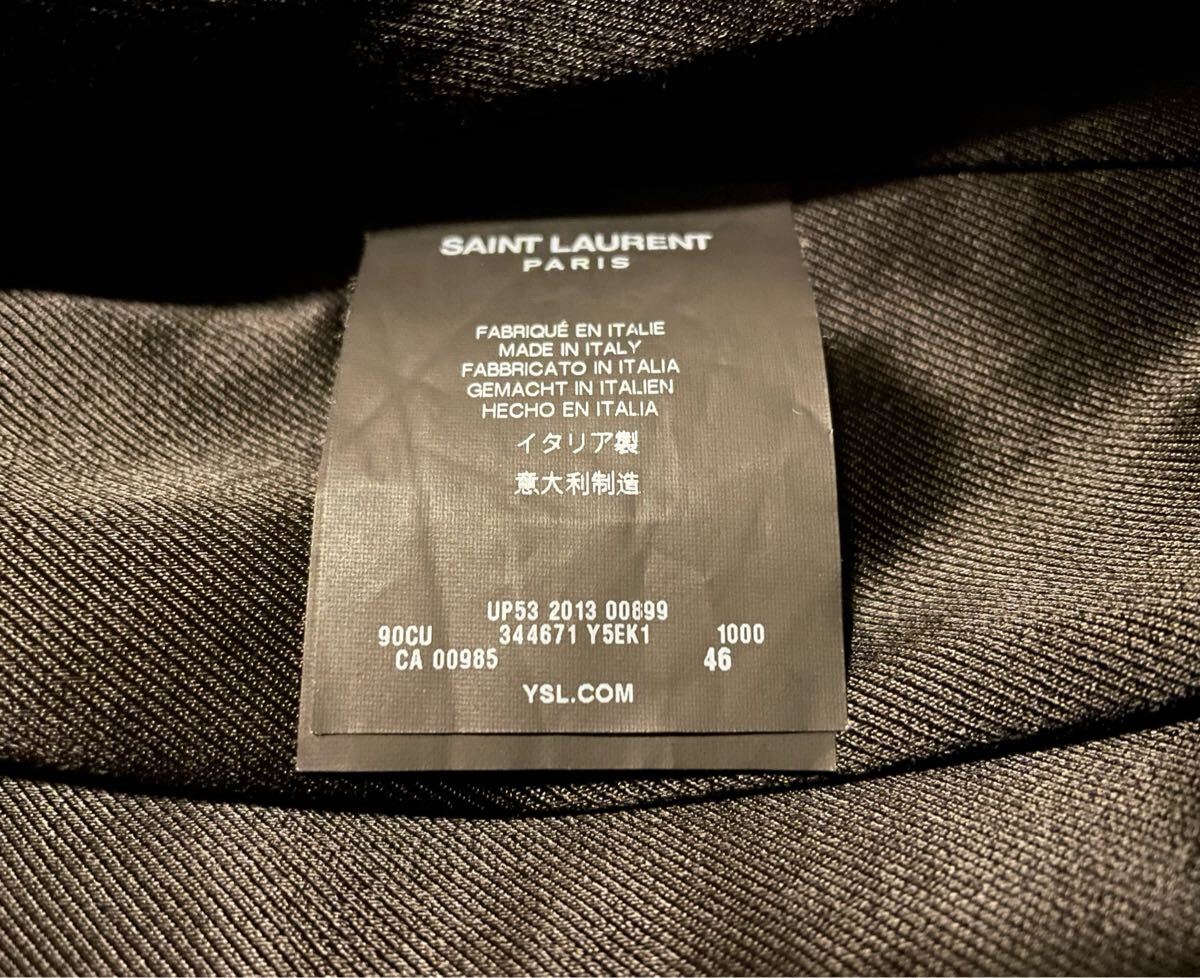 SAINT LAURENT
PARIS
FABRIQUÉ EN ITALIE
MADE IN ITALY
FABBRICATO IN ITALIA
GEMACHT IN ITALIEN
HECHO EN ITALIA
イタリア製
意大利制造
UP53 2013 00899
90CU 344671 Y5EK1 1000
CA 00985 46
YSL.COM